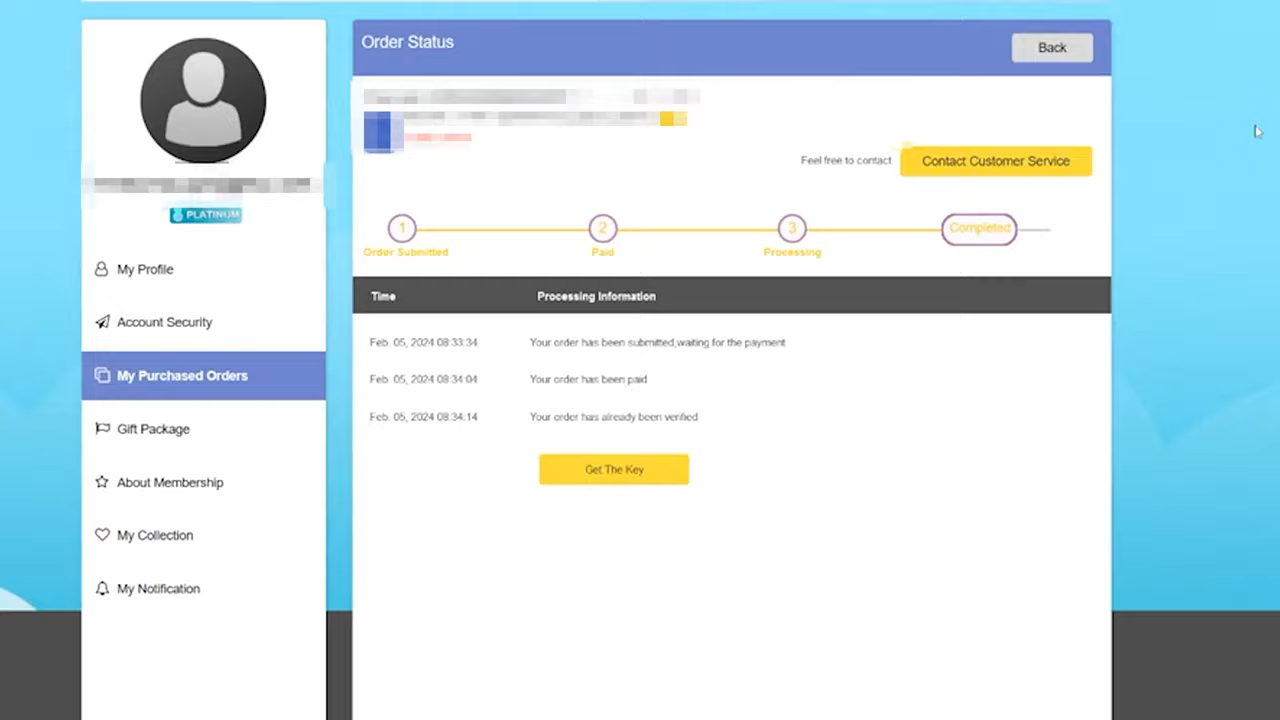 Order Status
Back
Feel free to contact
Contact Customer Service
PLATINUM
1
2
3
Completed
Order Submitted
Paid
Processing
My Profile
Account Security
My Purchased Orders
Gift Package
About Membership
My Collection
My Notification
Time Processing Information
Feb. 05, 2024 08:33:34 Your order has been submitted,waiting for the payment
Feb. 05, 2024 08:34:04 Your order has been paid
Feb. 05, 2024 08:34:14 Your order has already been verified
Get The Key